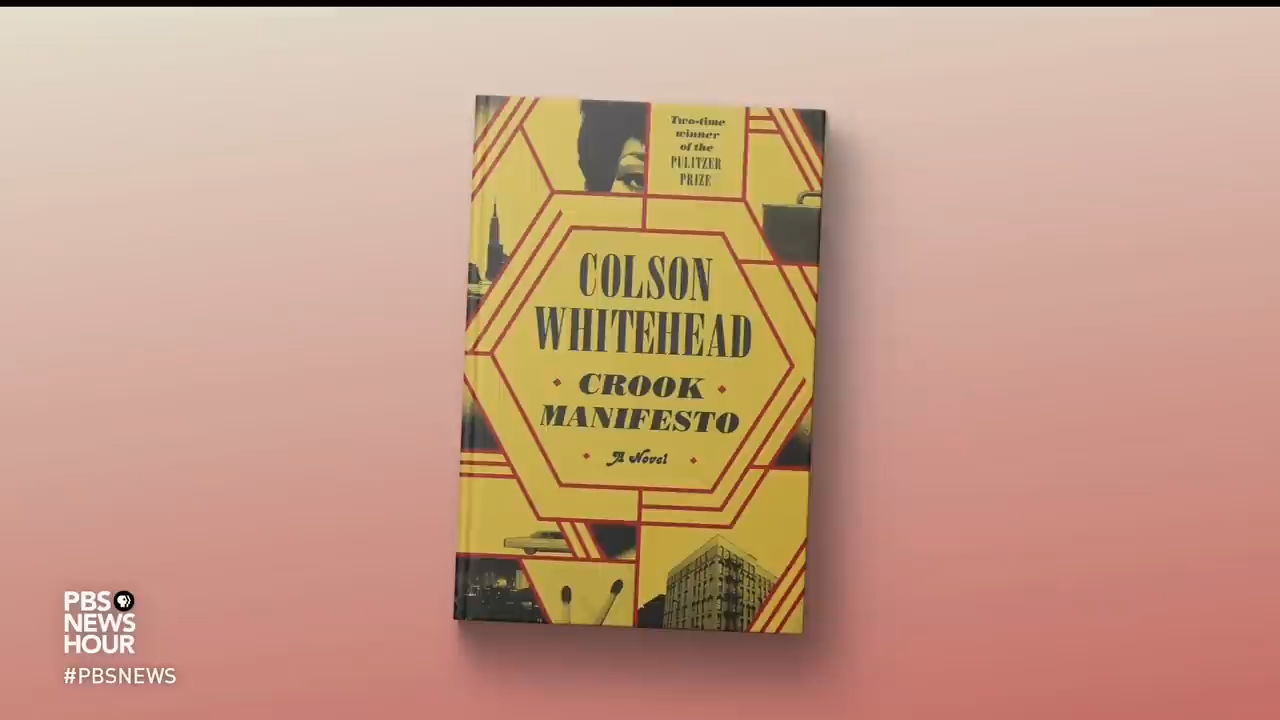 Two-time
winner
of the
PULITZER
PRIZE
COLSON
WHITEHEAD
CROOK
MANIFESTO
A Novel
PBS
NEWS
HOUR
#PBSNEWS